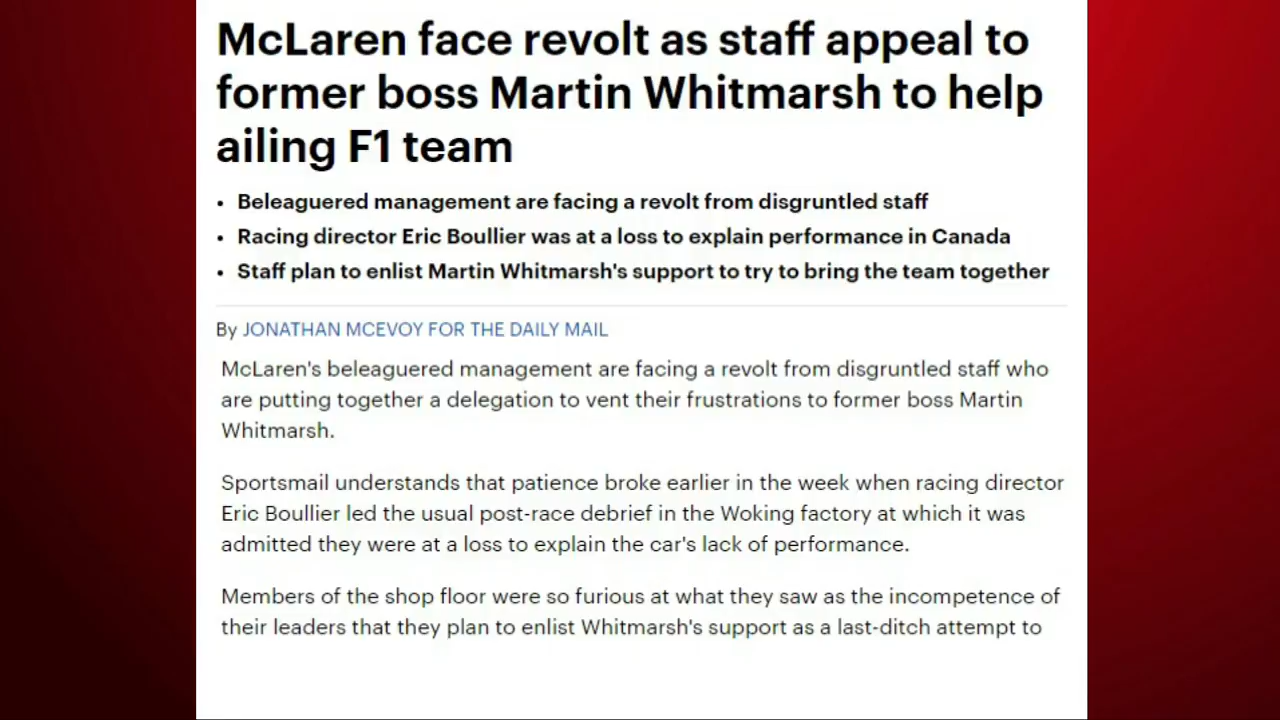 McLaren face revolt as staff appeal to
former boss Martin Whitmarsh to help
ailing F1 team
• Beleaguered management are facing a revolt from disgruntled staff
• Racing director Eric Boullier was at a loss to explain performance in Canada
• Staff plan to enlist Martin Whitmarsh's support to try to bring the team together
By JONATHAN MCEVOY FOR THE DAILY MAIL
McLaren's beleaguered management are facing a revolt from disgruntled staff who
are putting together a delegation to vent their frustrations to former boss Martin
Whitmarsh.
Sportsmail understands that patience broke earlier in the week when racing director
Eric Boullier led the usual post-race debrief in the Woking factory at which it was
admitted they were at a loss to explain the car's lack of performance.
Members of the shop floor were so furious at what they saw as the incompetence of
their leaders that they plan to enlist Whitmarsh's support as a last-ditch attempt to